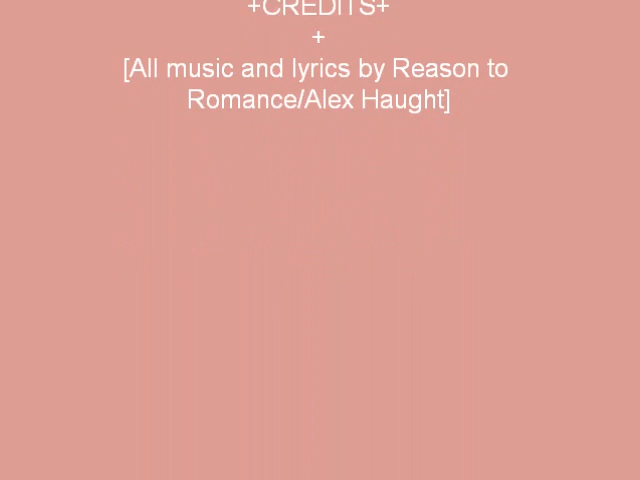 +CREDITS+
+
[All music and lyrics by Reason to
Romance/Alex Haught]